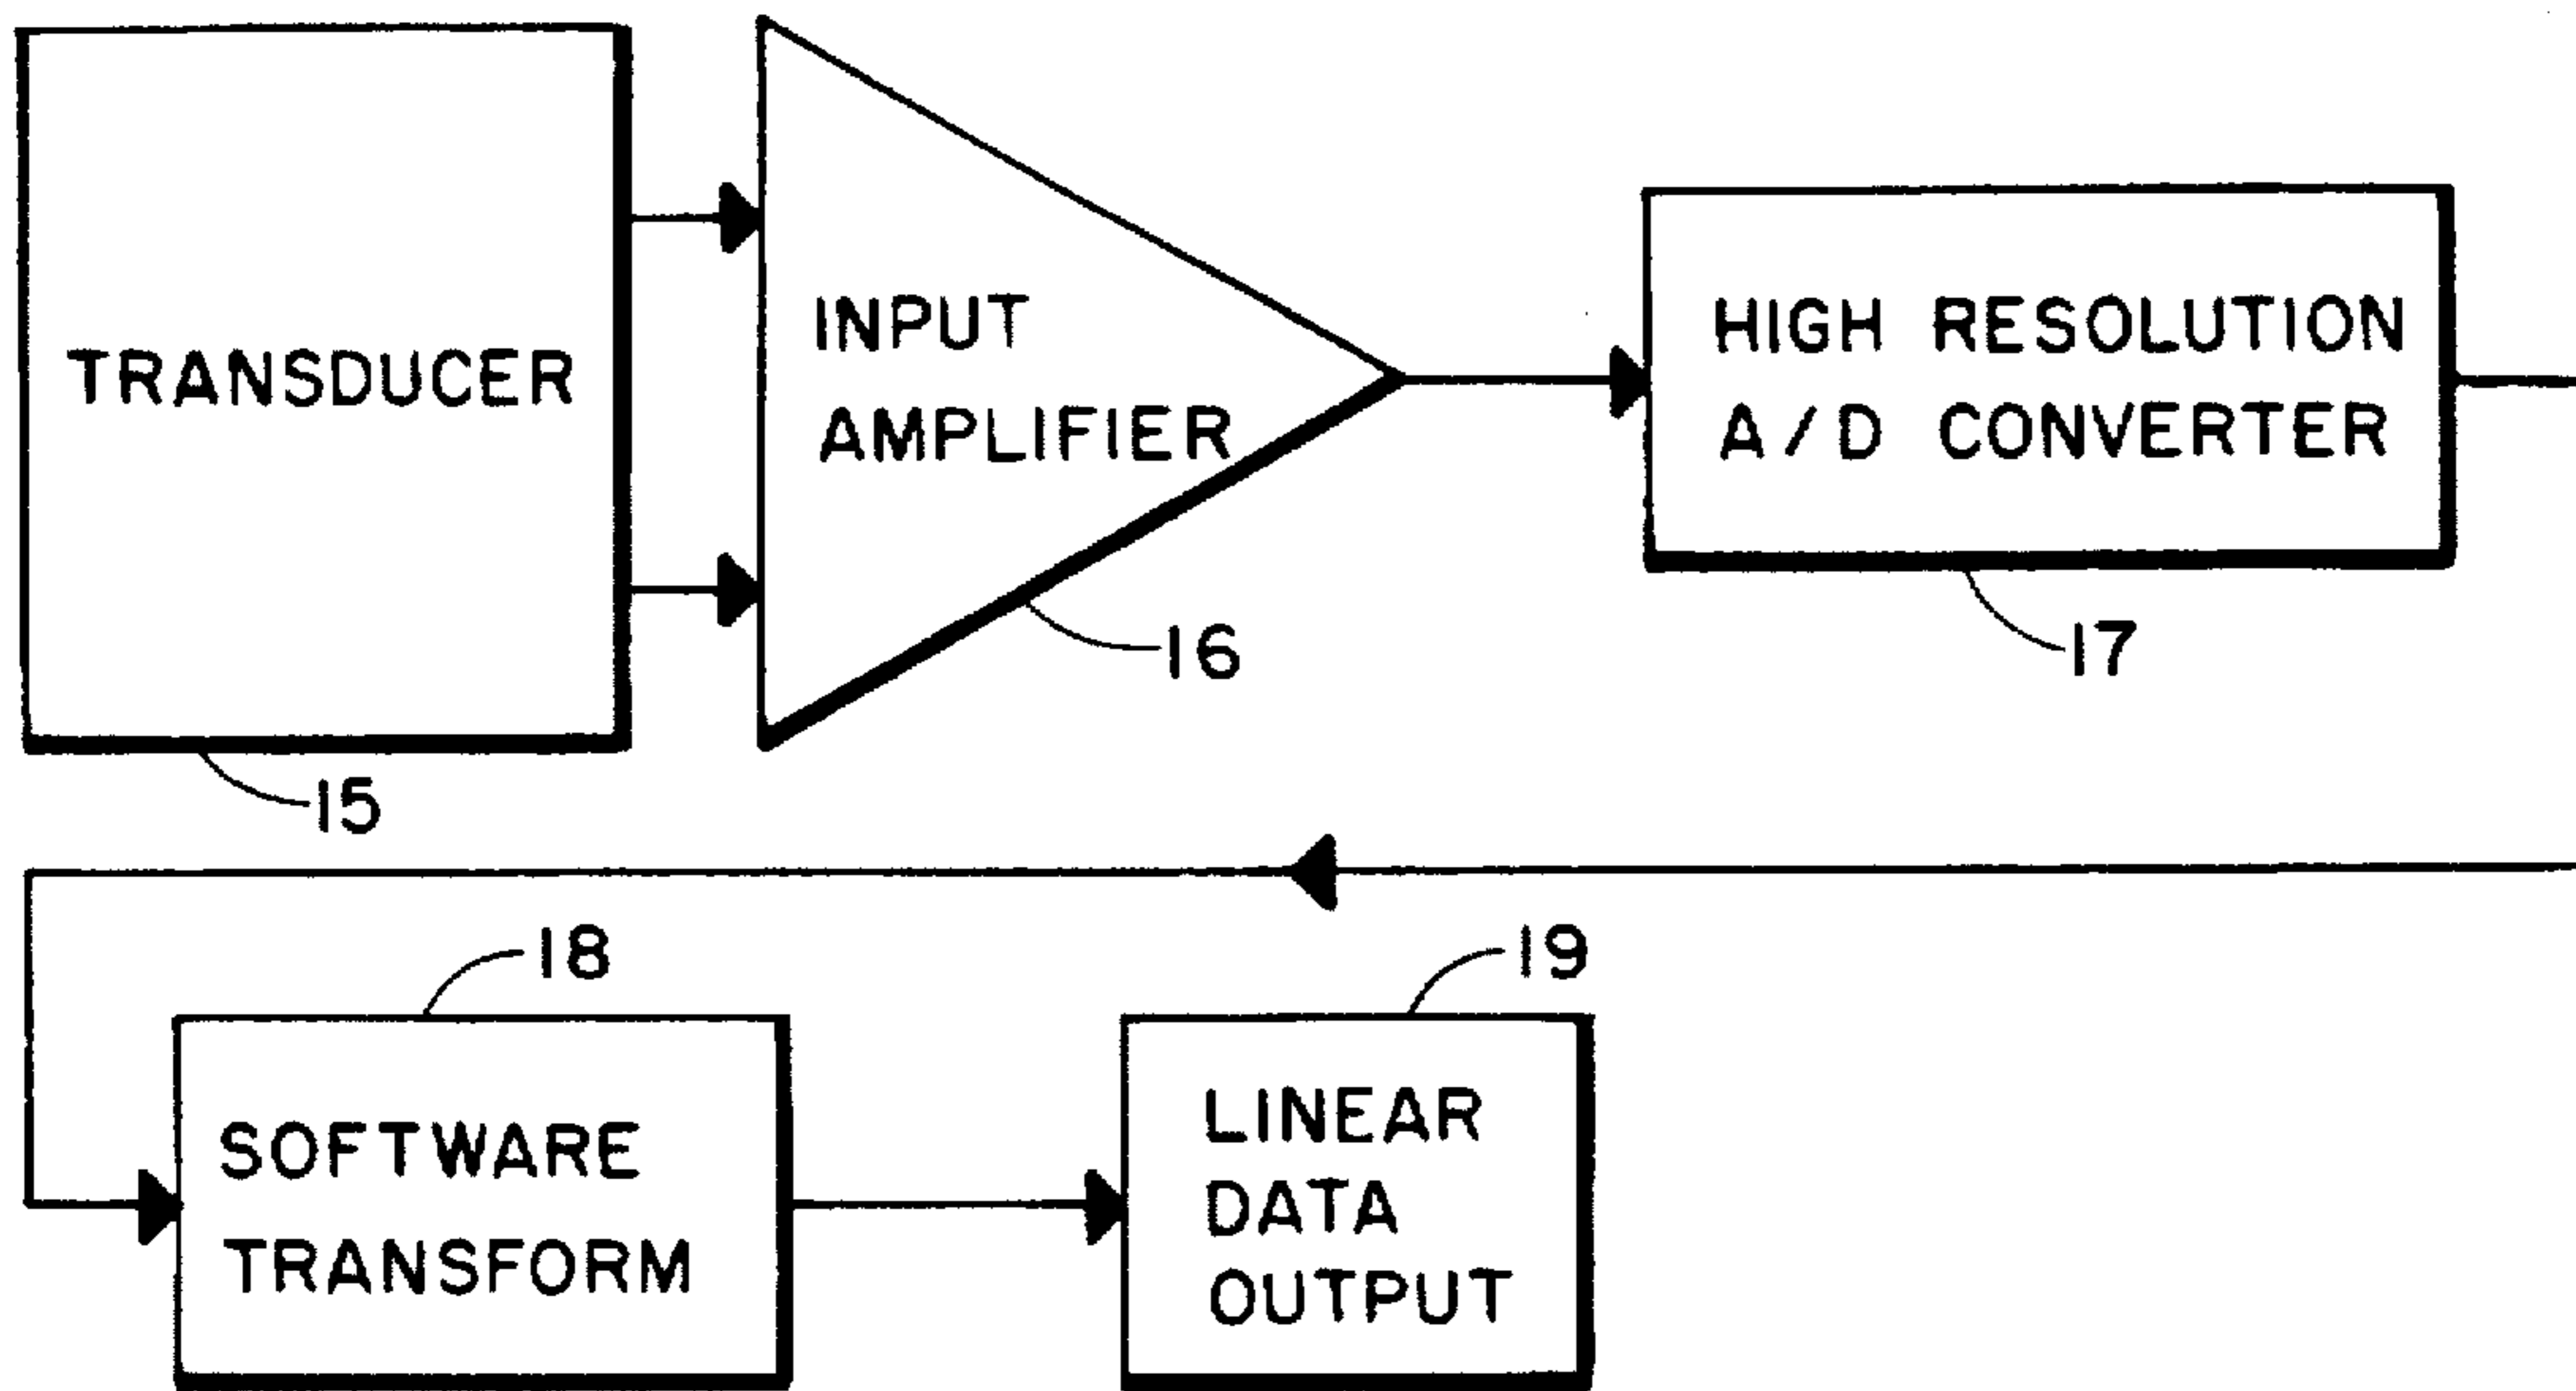 TRANSDUCER
15
INPUT
AMPLIFIER
16
HIGH RESOLUTION
A/D CONVERTER
17
18
SOFTWARE
TRANSFORM
19
LINEAR
DATA
OUTPUT